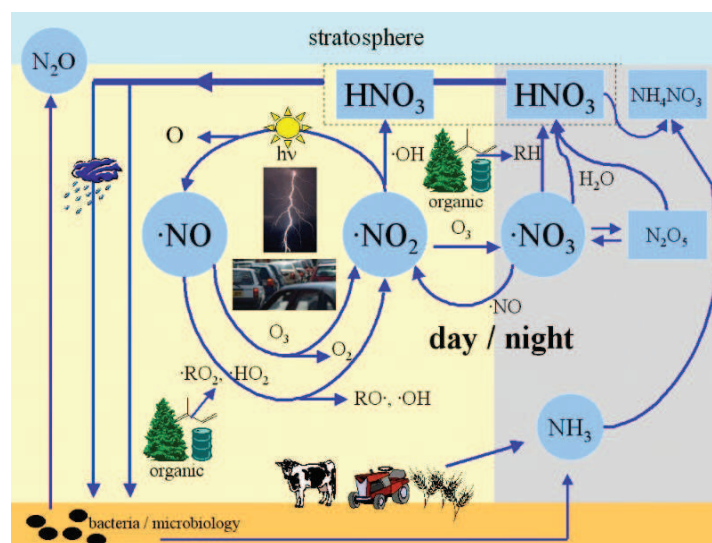 stratosphere
N₂O
HNO₃
HNO₃
NH₄NO₃
O
hν
·OH
RH
H₂O
organic
·NO
·NO₂
O₃
·NO₃
N₂O₅
·NO
O₃
O₂
day / night
·RO₂, ·HO₂
RO·, ·OH
organic
NH₃
bacteria / microbiology